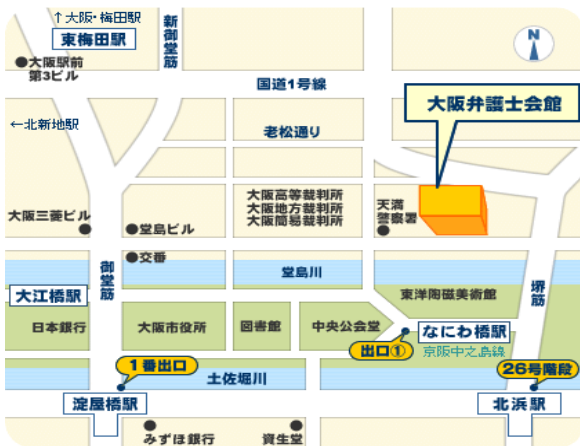 ↑大阪・梅田駅
東梅田駅
新御堂筋
N
大阪駅前
第3ビル
国道1号線
大阪弁護士会館
←北新地駅
老松通り
大阪高等裁判所
大阪地方裁判所
大阪簡易裁判所
天満
警察署
大阪三菱ビル
堂島ビル
交番
御堂筋
堂島川
堺筋
東洋陶磁美術館
大江橋駅
日本銀行
大阪市役所
図書館
中央公会堂
なにわ橋駅
出口①
京阪中之島線
1番出口
土佐堀川
26号階段
淀屋橋駅
北浜駅
みずほ銀行
資生堂